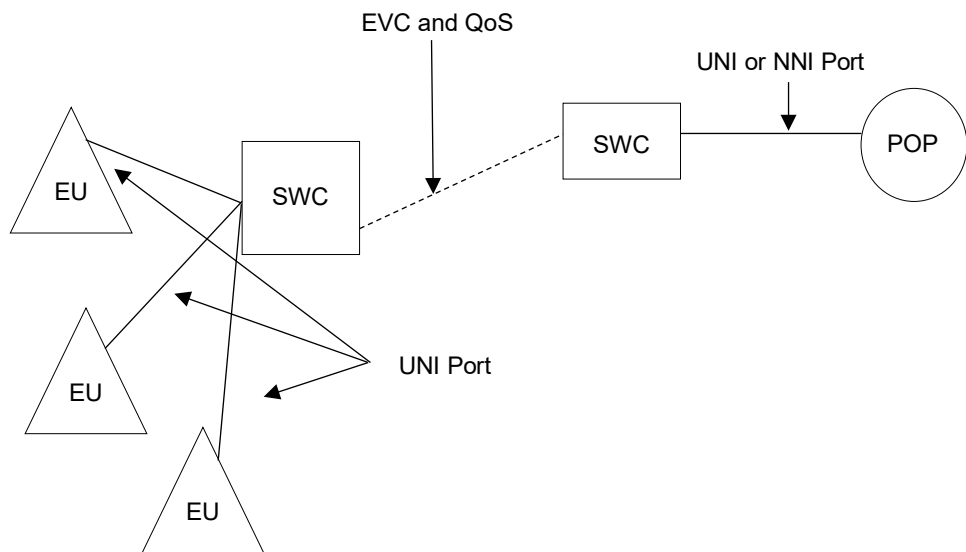 EVC and QoS
UNI or NNI Port
SWC
POP
EU
SWC
UNI Port
EU
EU